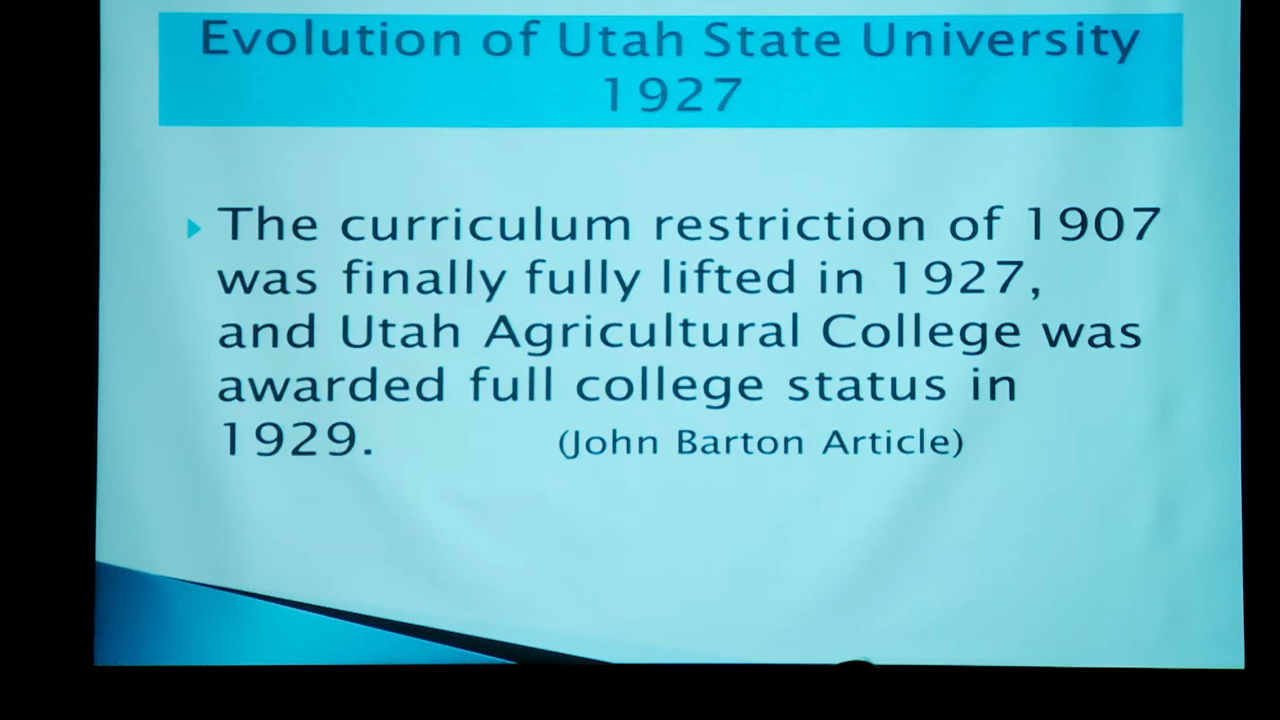 Evolution of Utah State University
1927
The curriculum restriction of 1907
was finally fully lifted in 1927,
and Utah Agricultural College was
awarded full college status in
1929. (John Barton Article)